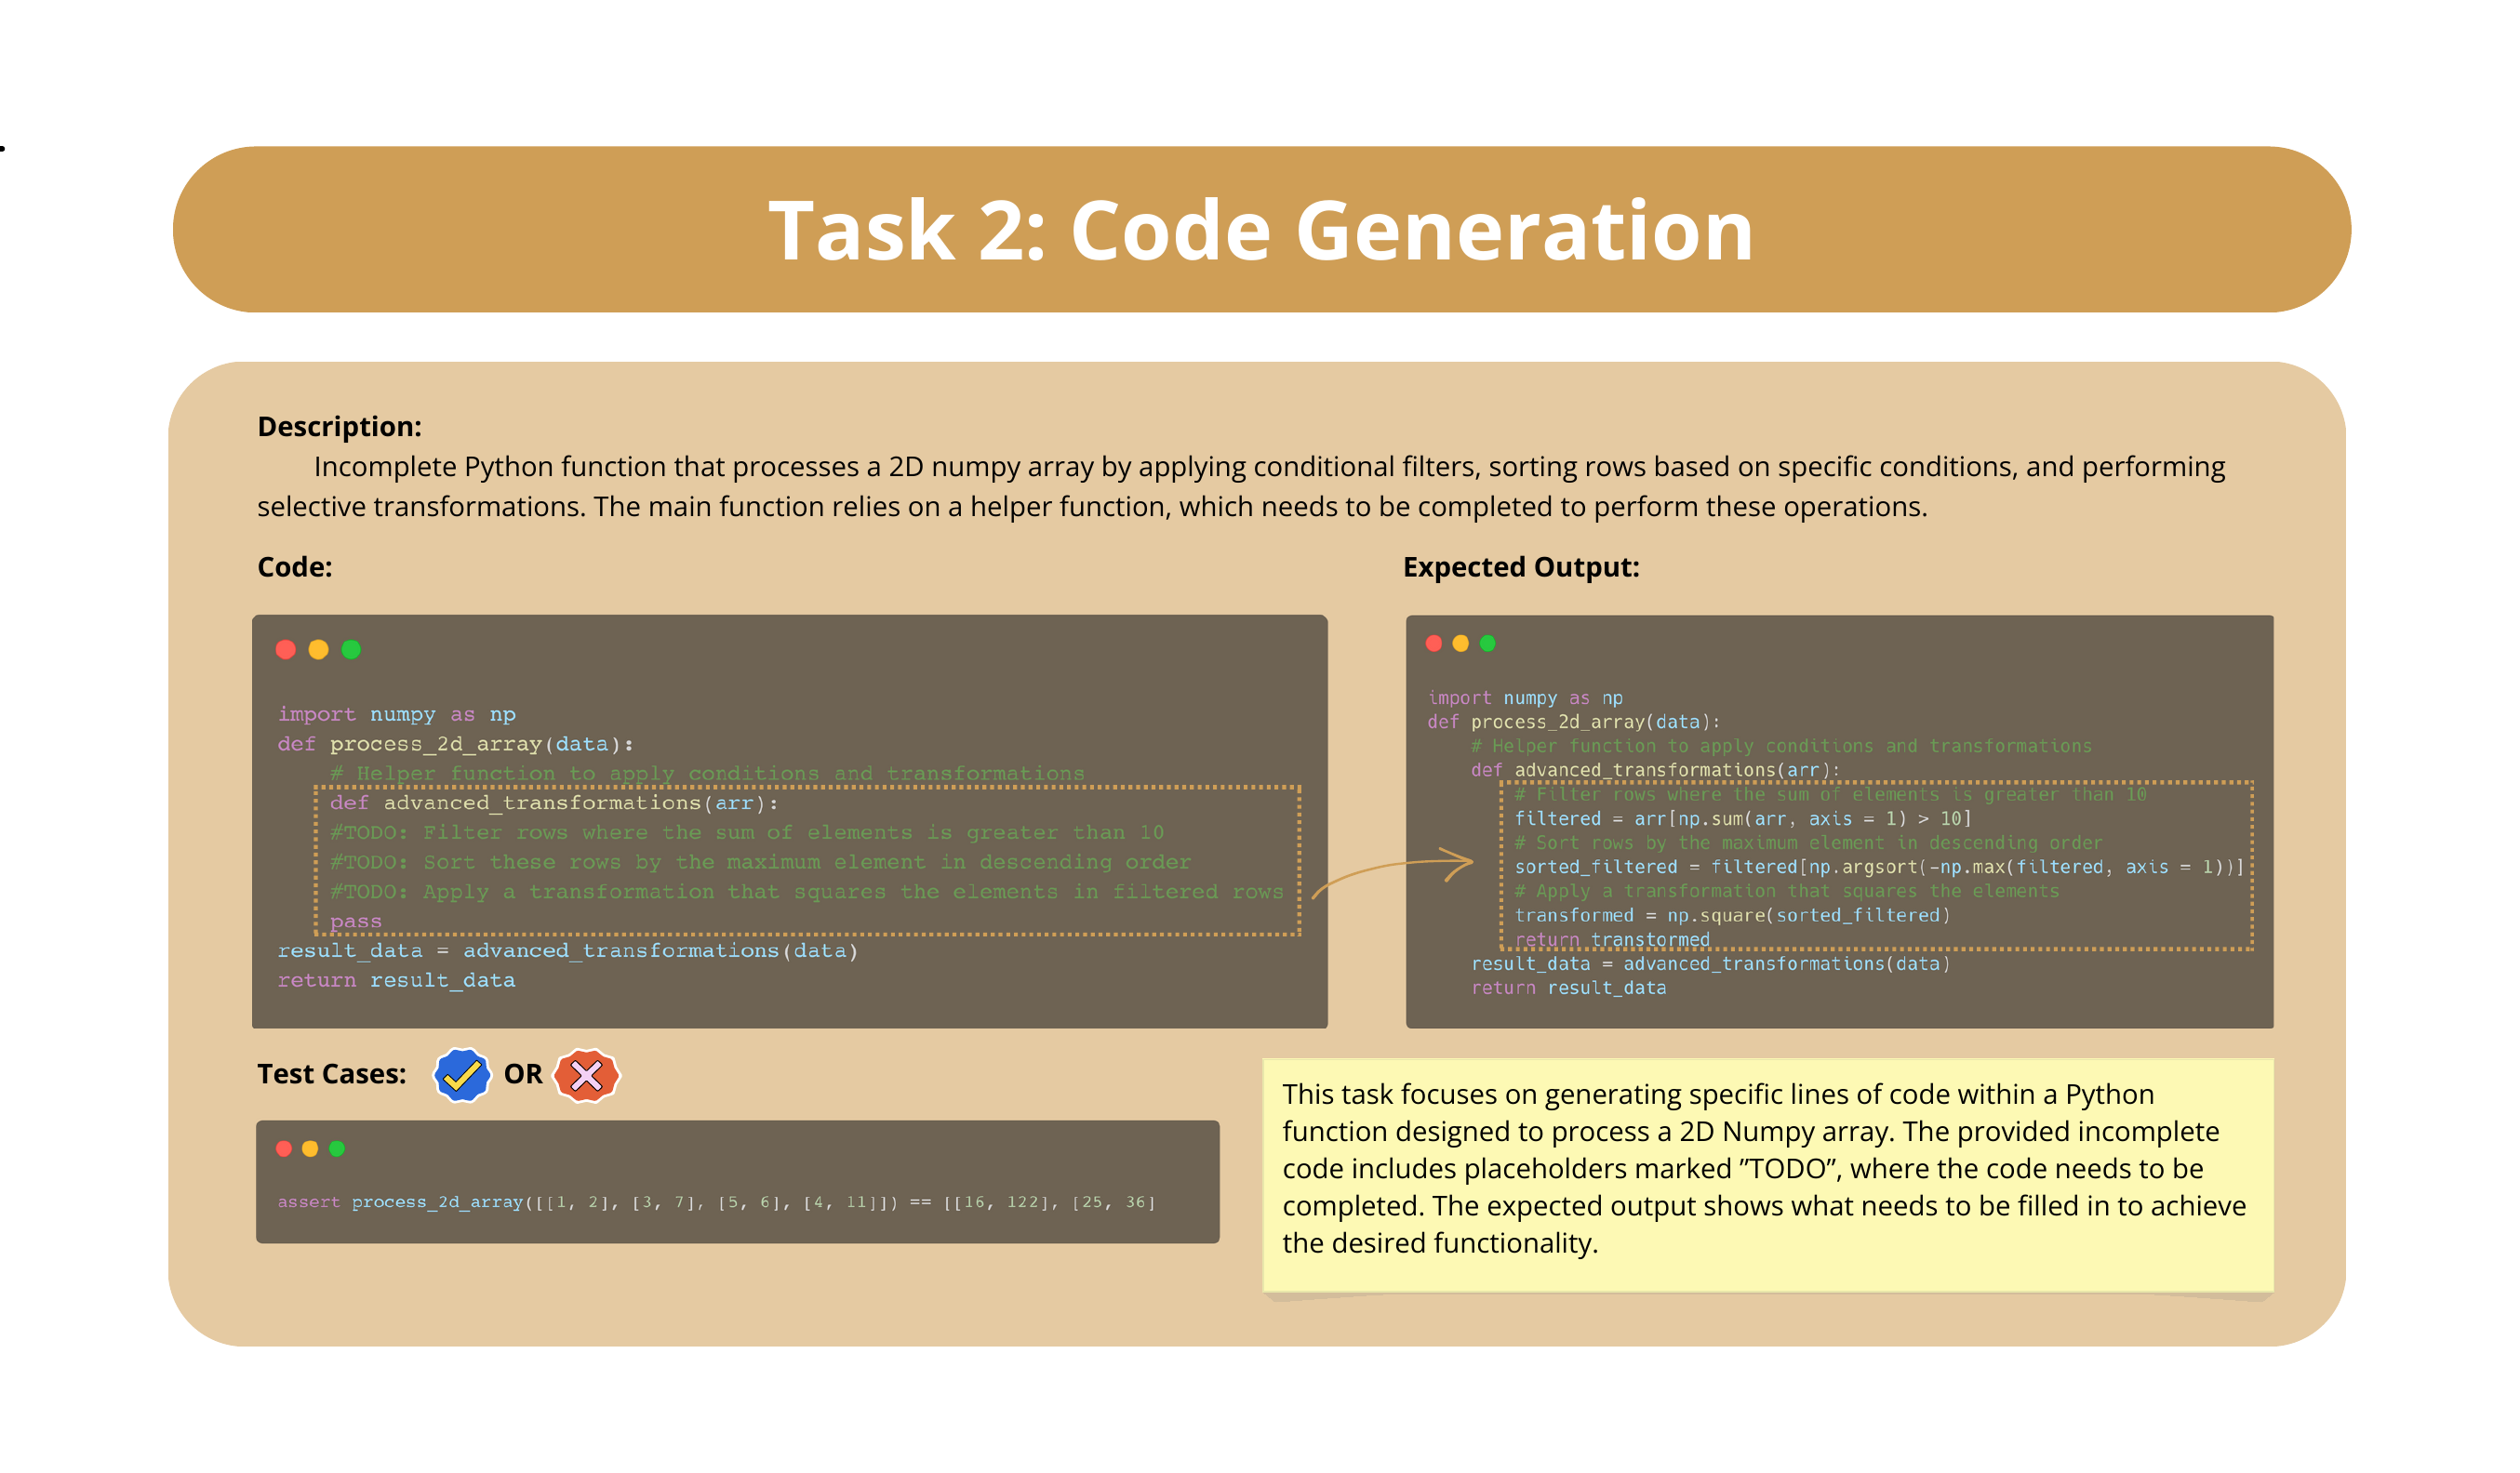 Task 2: Code Generation
Description:
Incomplete Python function that processes a 2D numpy array by applying conditional filters, sorting rows based on specific conditions, and performing
selective transformations. The main function relies on a helper function, which needs to be completed to perform these operations.
Code:
import numpy as np
def process_2d_array(data):
    # Helper function to apply conditions and transformations
    def advanced_transformations(arr):
    #TODO: Filter rows where the sum of elements is greater than 10
    #TODO: Sort these rows by the maximum element in descending order
    #TODO: Apply a transformation that squares the elements in filtered rows
    pass
result_data = advanced_transformations(data)
return result_data
Expected Output:
import numpy as np
def process_2d_array(data):
    # Helper function to apply conditions and transformations
    def advanced_transformations(arr):
        # Filter rows where the sum of elements is greater than 10
        filtered = arr[np.sum(arr, axis = 1) > 10]
        # Sort rows by the maximum element in descending order
        sorted_filtered = filtered[np.argsort(-np.max(filtered, axis = 1))]
        # Apply a transformation that squares the elements
        transformed = np.square(sorted_filtered)
        return transtormed
    result_data = advanced_transformations(data)
    return result_data
Test Cases: OR
assert process_2d_array([[1, 2], [3, 7], [5, 6], [4, 11]]) == [[16, 122], [25, 36]
This task focuses on generating specific lines of code within a Python
function designed to process a 2D Numpy array. The provided incomplete
code includes placeholders marked ”TODO”, where the code needs to be
completed. The expected output shows what needs to be filled in to achieve
the desired functionality.